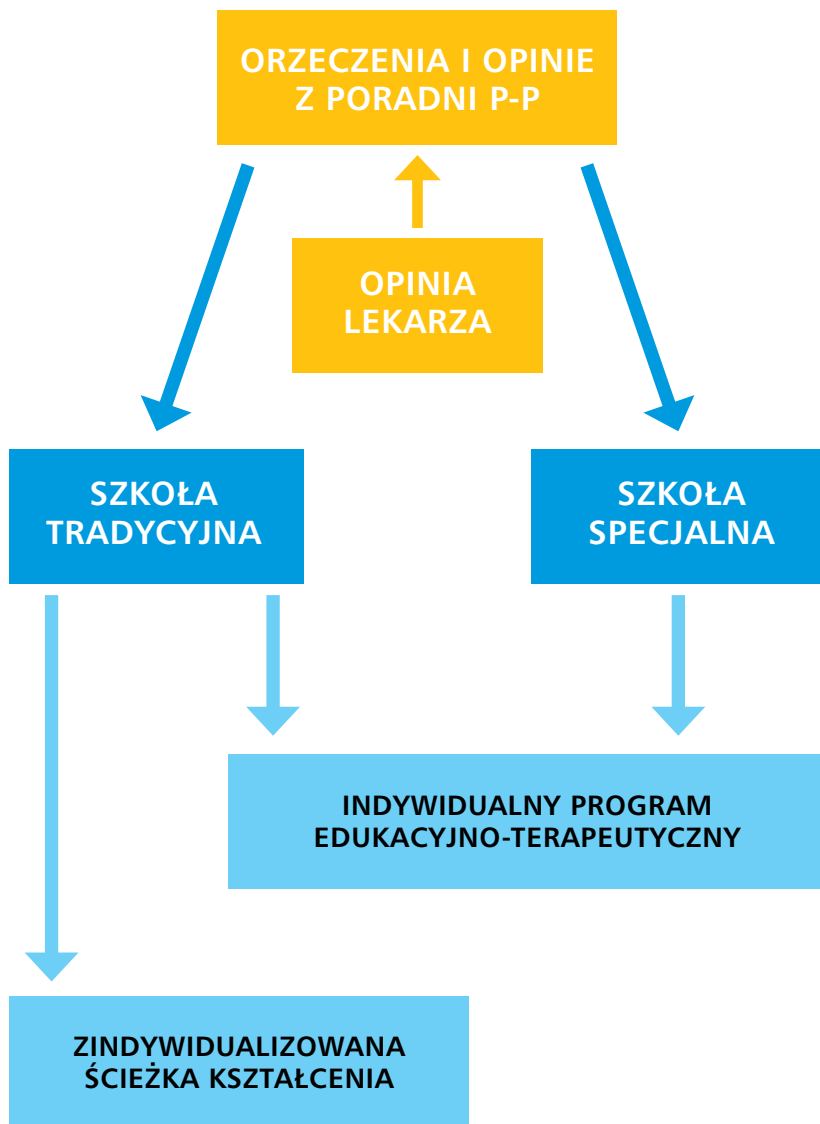 ORZECZENIA I OPINIE
Z PORADNI P-P
OPINIA
LEKARZA
SZKOŁA
TRADYCYJNA
SZKOŁA
SPECJALNA
INDYWIDUALNY PROGRAM
EDUKACYJNO-TERAPEUTYCZNY
ZINDYWIDUALIZOWANA
ŚCIEŻKA KSZTAŁCENIA